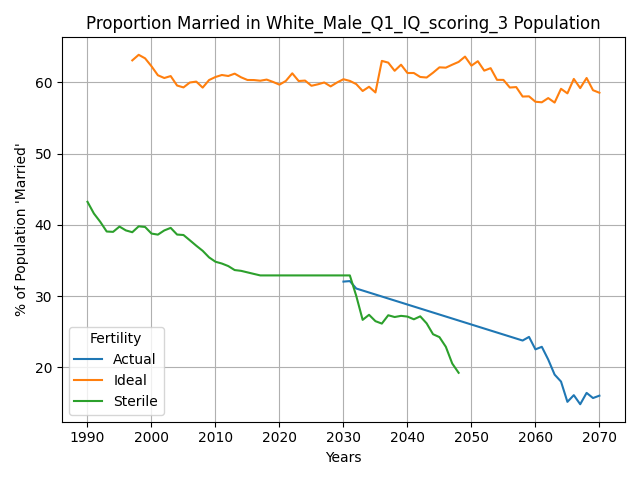 Proportion Married in White_Male_Q1_IQ_scoring_3 Population
% of Population 'Married'
60
50
40
30
20
Fertility
Actual
Ideal
Sterile
1990 2000 2010 2020 2030 2040 2050 2060 2070
Years